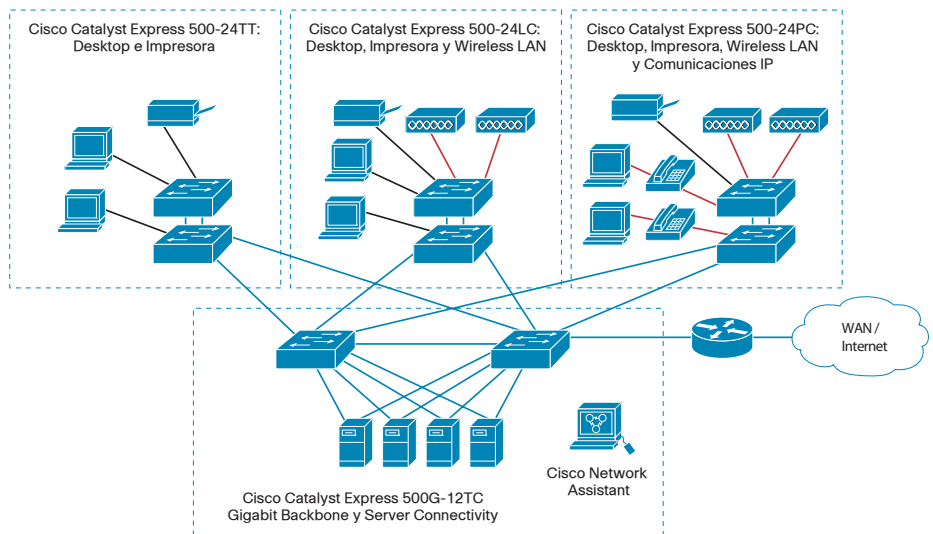 Cisco Catalyst Express 500-24TT:
Desktop e Impresora
Cisco Catalyst Express 500-24LC:
Desktop, Impresora y Wireless LAN
Cisco Catalyst Express 500-24PC:
Desktop, Impresora, Wireless LAN
y Comunicaciones IP
WAN /
Internet
Cisco Network
Assistant
Cisco Catalyst Express 500G-12TC
Gigabit Backbone y Server Connectivity